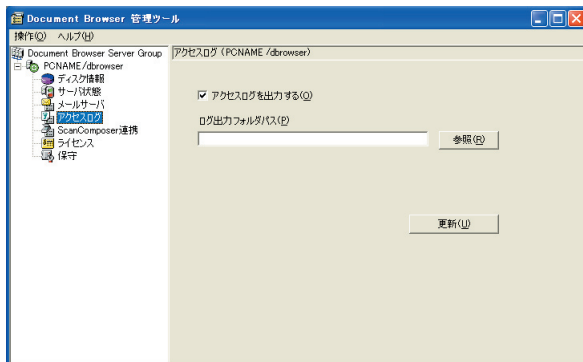 Document Browser 管理ツール
操作(O) ヘルプ(H)
Document Browser Server Group
PCNAME/dbrowser
ディスク情報
サーバ状態
メールサーバ
アクセスログ
ScanComposer連携
ライセンス
保守
アクセスログ (PCNAME /dbrowser)
アクセスログを出力する(O)
ログ出力フォルダパス(P)
参照(R)
更新(U)